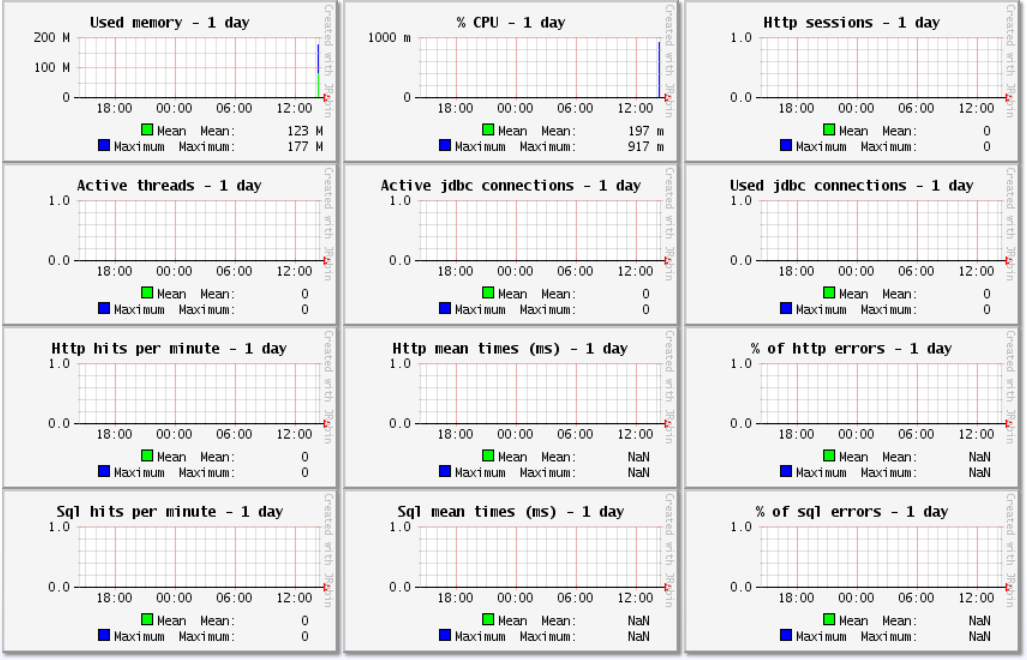 Used memory - 1 day
200 M
100 M
0
18:00 00:00 06:00 12:00
Mean Mean: 123 M
Maximum Maximum: 177 M
Created with JRobin
% CPU - 1 day
1000 m
0
18:00 00:00 06:00 12:00
Mean Mean: 197 m
Maximum Maximum: 917 m
Created with JRobin
Http sessions - 1 day
1.0
0.0
18:00 00:00 06:00 12:00
Mean Mean: 0
Maximum Maximum: 0
Created with JRobin
Active threads - 1 day
1.0
0.0
18:00 00:00 06:00 12:00
Mean Mean: 0
Maximum Maximum: 0
Created with JRobin
Active jdbc connections - 1 day
1.0
0.0
18:00 00:00 06:00 12:00
Mean Mean: 0
Maximum Maximum: 0
Created with JRobin
Used jdbc connections - 1 day
1.0
0.0
18:00 00:00 06:00 12:00
Mean Mean: 0
Maximum Maximum: 0
Created with JRobin
Http hits per minute - 1 day
1.0
0.0
18:00 00:00 06:00 12:00
Mean Mean: 0
Maximum Maximum: 0
Created with JRobin
Http mean times (ms) - 1 day
1.0
0.0
18:00 00:00 06:00 12:00
Mean Mean: NaN
Maximum Maximum: NaN
Created with JRobin
% of http errors - 1 day
1.0
0.0
18:00 00:00 06:00 12:00
Mean Mean: NaN
Maximum Maximum: NaN
Created with JRobin
Sql hits per minute - 1 day
1.0
0.0
18:00 00:00 06:00 12:00
Mean Mean: 0
Maximum Maximum: 0
Created with JRobin
Sql mean times (ms) - 1 day
1.0
0.0
18:00 00:00 06:00 12:00
Mean Mean: NaN
Maximum Maximum: NaN
Created with JRobin
% of sql errors - 1 day
1.0
0.0
18:00 00:00 06:00 12:00
Mean Mean: NaN
Maximum Maximum: NaN
Created with JRobin